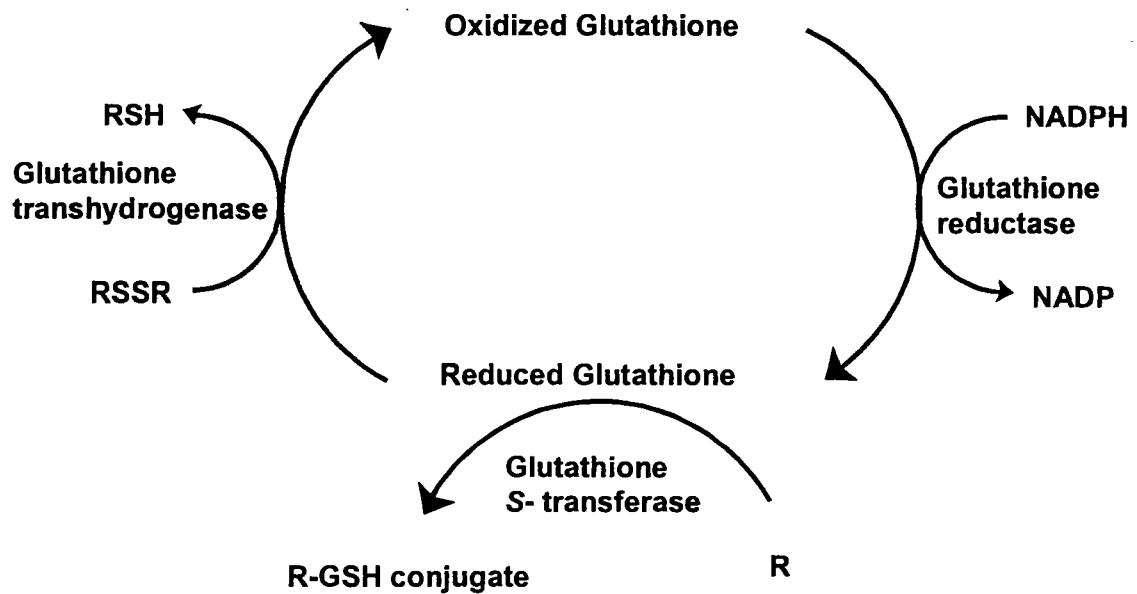 Oxidized Glutathione
RSH
NADPH
Glutathione
transhydrogenase
Glutathione
reductase
RSSR
NADP
Reduced Glutathione
Glutathione
S- transferase
R-GSH conjugate
R